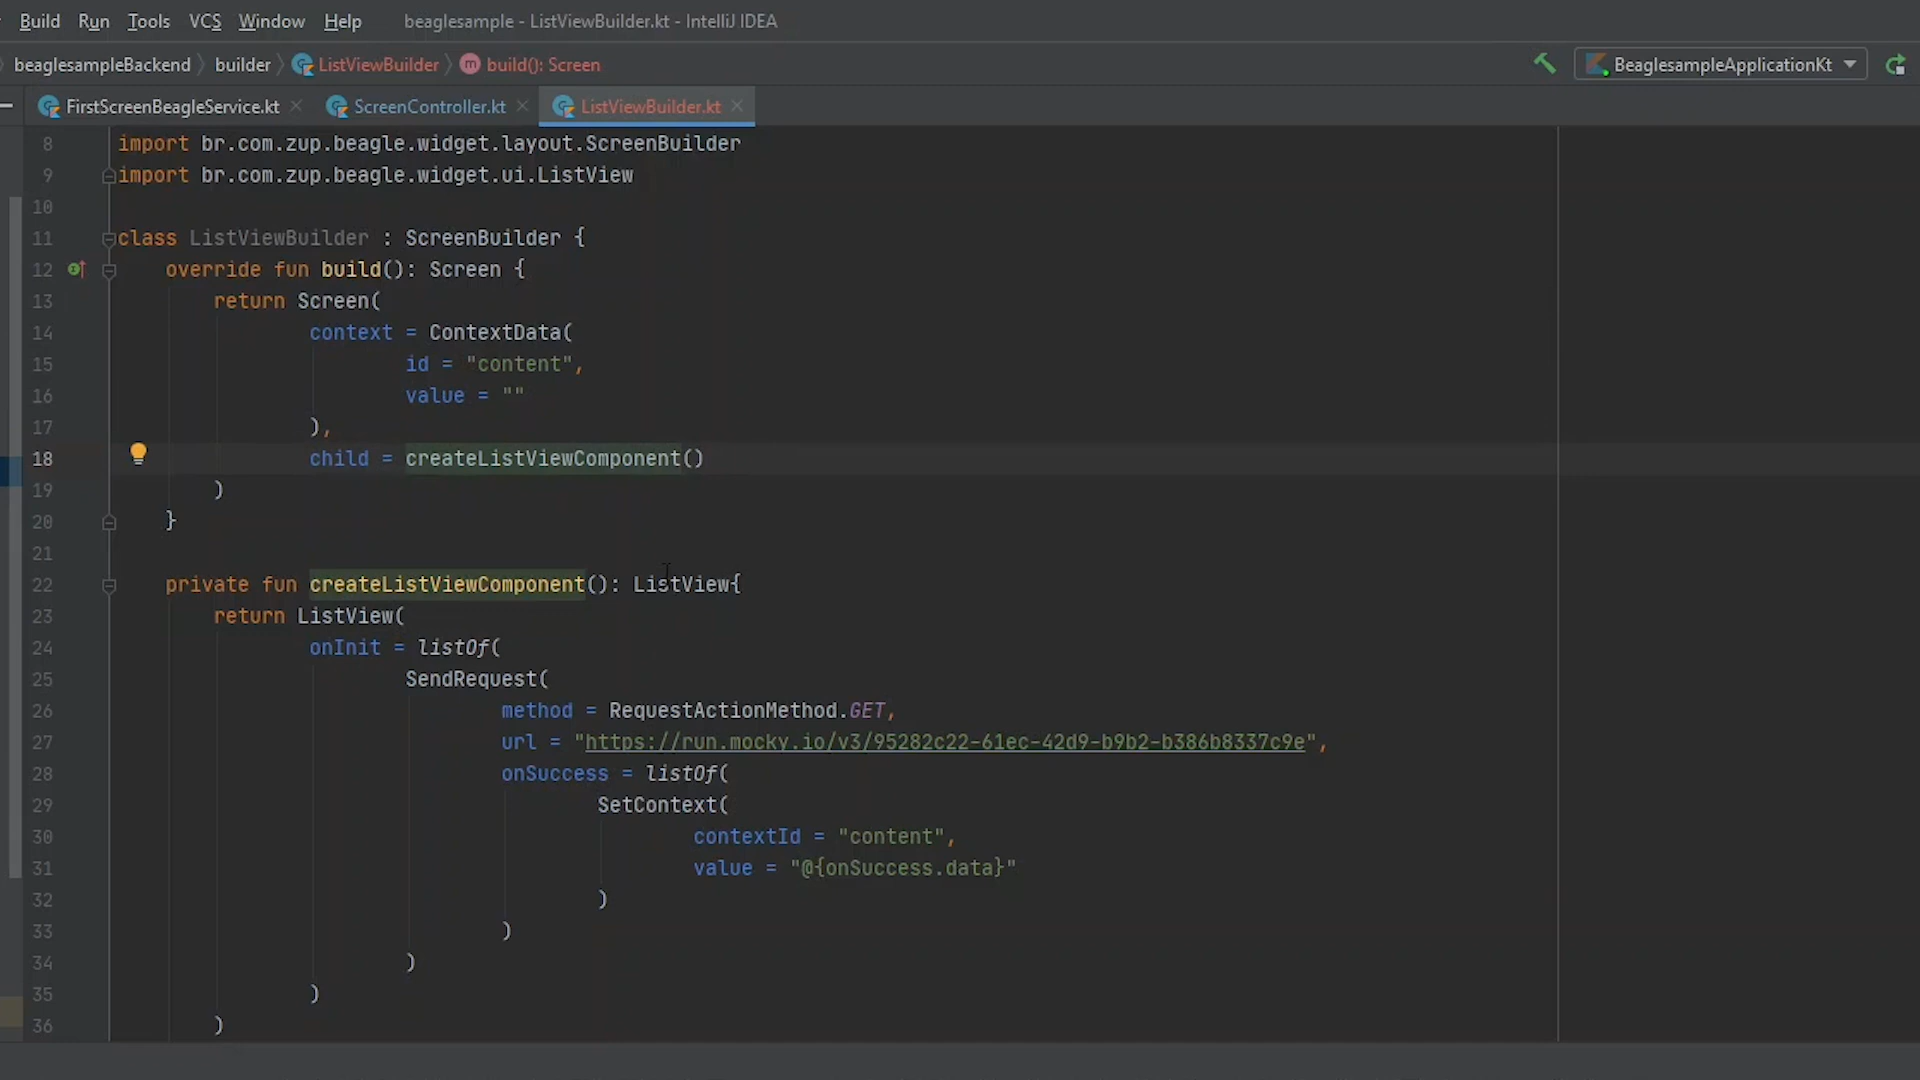 Build Run Tools VCS Window Help beaglesample - ListViewBuilder.kt - IntelliJ IDEA
beaglesampleBackend builder ListViewBuilder m build(): Screen BeaglesampleApplicationKt
FirstScreenBeagleService.kt ScreenController.kt ListViewBuilder.kt
8 import br.com.zup.beagle.widget.layout.ScreenBuilder
9 import br.com.zup.beagle.widget.ui.ListView
10
11 class ListViewBuilder : ScreenBuilder {
12 override fun build(): Screen {
13 return Screen(
14 context = ContextData(
15 id = "content",
16 value = ""
17 ),
18 child = createListViewComponent()
19 )
20 }
21
22 private fun createListViewComponent(): ListView{
23 return ListView(
24 onInit = listOf(
25 SendRequest(
26 method = RequestActionMethod.GET,
27 url = "https://run.mocky.io/v3/95282c22-61ec-42d9-b9b2-b386b8337c9e",
28 onSuccess = listOf(
29 SetContext(
30 contextId = "content",
31 value = "@{onSuccess.data}"
32 )
33 )
34 )
35 )
36 )